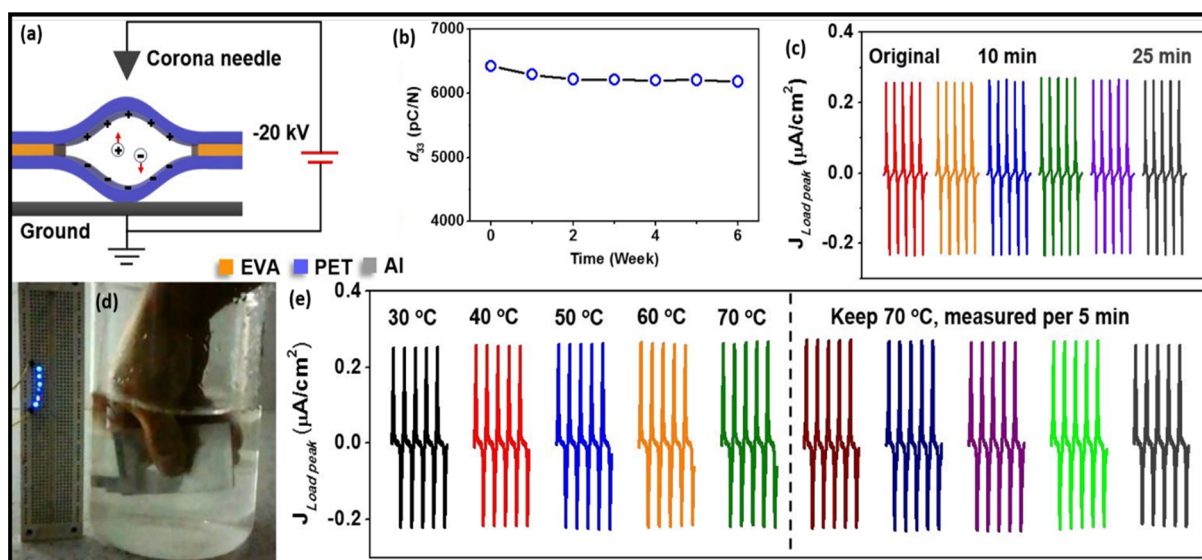 (a)
Corona needle
-20 kV
Ground
EVA PET Al
(b)
7000
6000
5000
4000
d33 (pC/N)
0 2 4 6
Time (Week)
(c)
0.4
0.2
0.0
-0.2
J Load peak (μA/cm2)
Original 10 min 25 min
(d)
(e)
0.4
0.2
0.0
-0.2
J Load peak (μA/cm2)
30 °C 40 °C 50 °C 60 °C 70 °C
Keep 70 °C, measured per 5 min